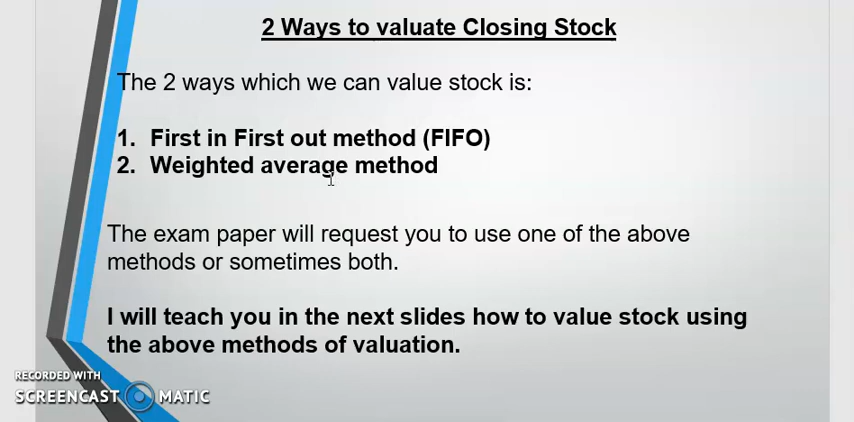 2 Ways to valuate Closing Stock
The 2 ways which we can value stock is:
1. First in First out method (FIFO)
2. Weighted average method
The exam paper will request you to use one of the above
methods or sometimes both.
I will teach you in the next slides how to value stock using
the above methods of valuation.
RECORDED WITH
SCREENCAST MATIC